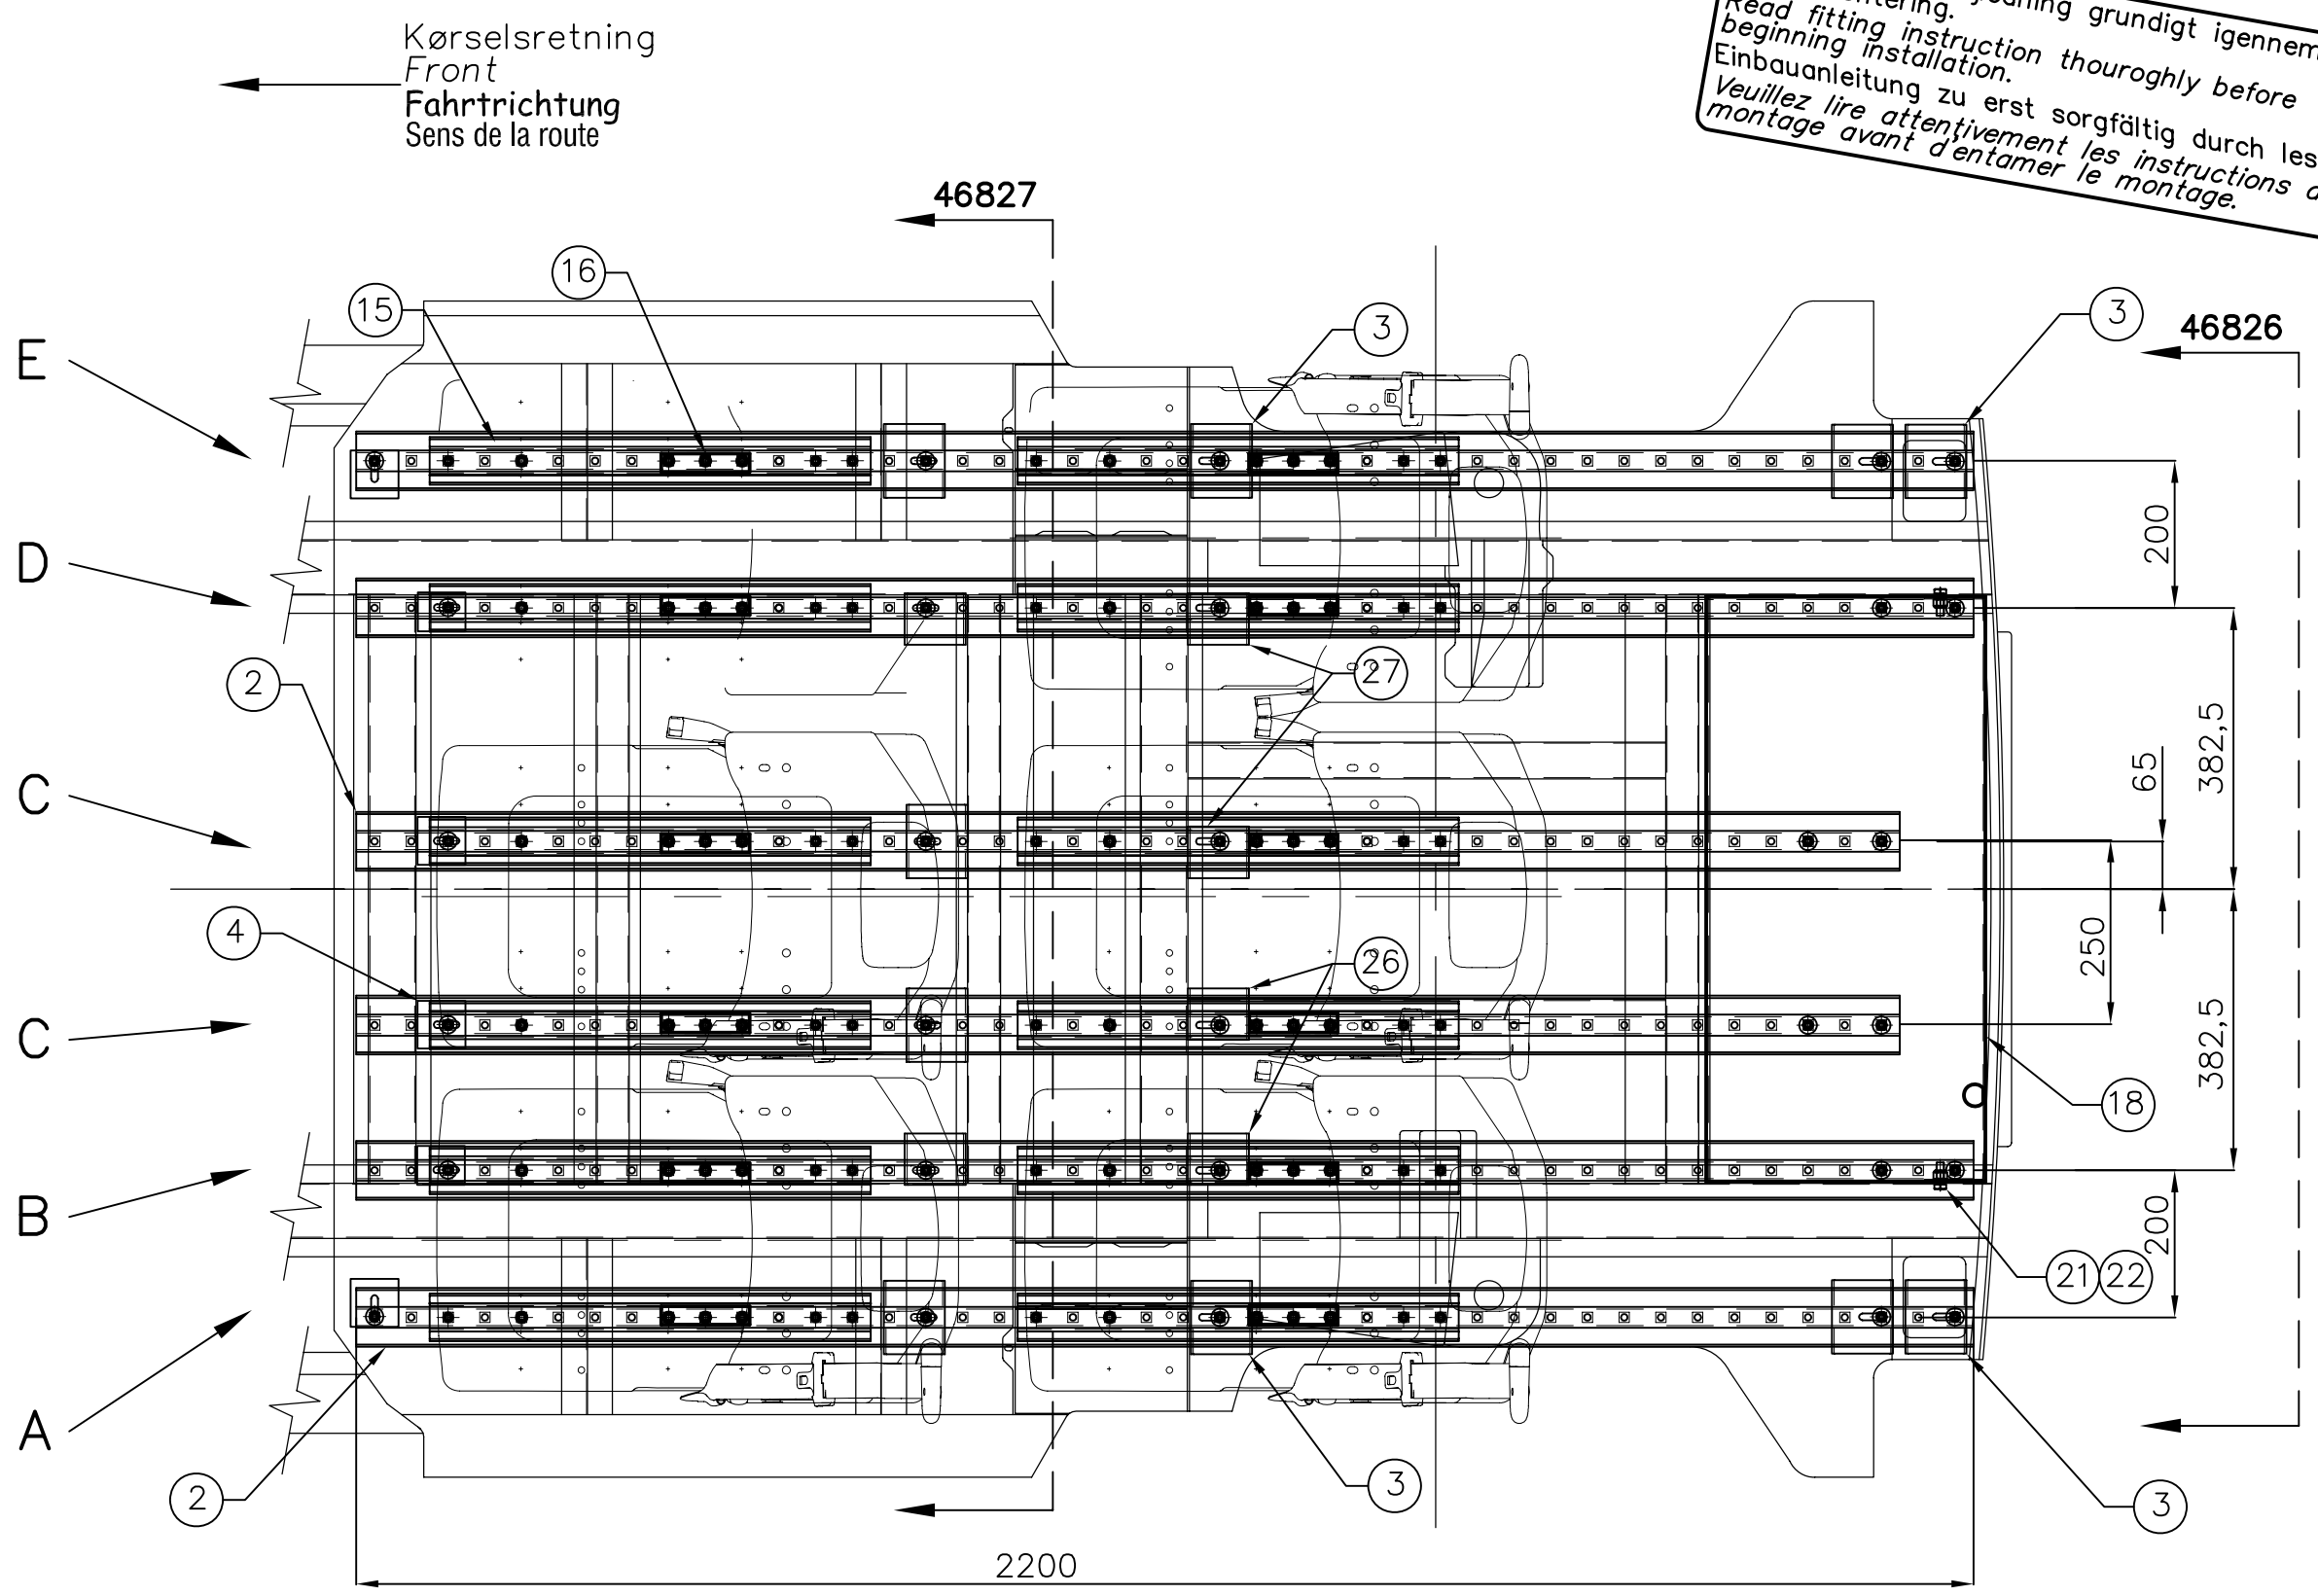 Kørselsretning
Front
Fahrtrichtung
Sens de la route
grundigt igennem
Read fitting instruction thouroghly before
beginning installation.
Einbauanleitung zu erst sorgfältig durch les
Veuillez lire attentivement les instructions d
montage avant d'entamer le montage.
46827
46826
16
15
3
3
E
D
C
C
B
A
2
4
27
26
18
21 22
2
3
3
200
382,5
65
250
382,5
200
2200